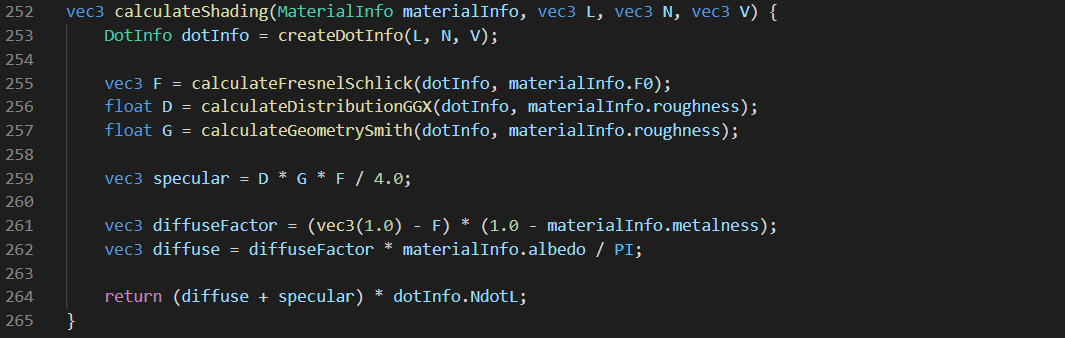 252 vec3 calculateShading(MaterialInfo materialInfo, vec3 L, vec3 N, vec3 V) {
253     DotInfo dotInfo = createDotInfo(L, N, V);
254
255     vec3 F = calculateFresnelSchlick(dotInfo, materialInfo.F0);
256     float D = calculateDistributionGGX(dotInfo, materialInfo.roughness);
257     float G = calculateGeometrySmith(dotInfo, materialInfo.roughness);
258
259     vec3 specular = D * G * F / 4.0;
260
261     vec3 diffuseFactor = (vec3(1.0) - F) * (1.0 - materialInfo.metalness);
262     vec3 diffuse = diffuseFactor * materialInfo.albedo / PI;
263
264     return (diffuse + specular) * dotInfo.NdotL;
265 }